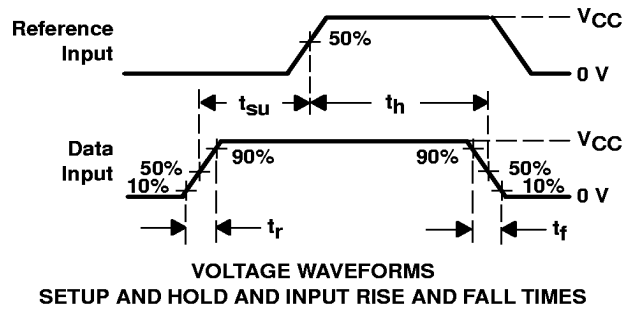 Reference
Input
VCC
50%
0 V
tsu
th
Data
Input
VCC
90%
90%
50%
50%
10%
10%
0 V
tr
tf
VOLTAGE WAVEFORMS
SETUP AND HOLD AND INPUT RISE AND FALL TIMES